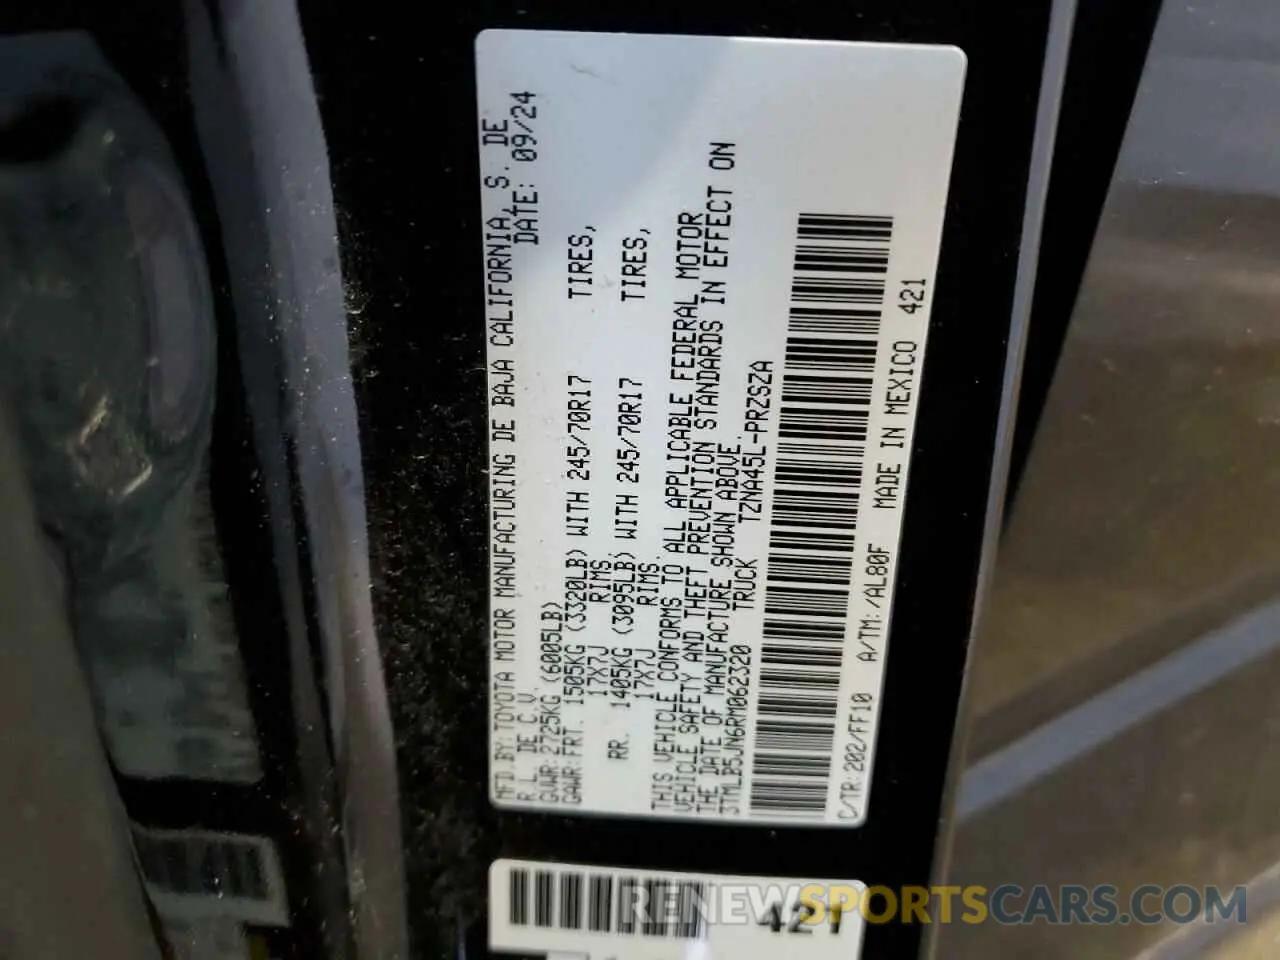 MFD.BY:TOYOTA MOTOR MANUFACTURING DE BAJA CALIFORNIA, S. DE
R.L. DE C.V. DATE: 09/24
GVWR:2725KG (6005LB)
GAWR:FRT. 1505KG (3320LB) WITH 245/70R17 TIRES,
17X7J RIMS,
RR. 1405KG (3095LB) WITH 245/70R17 TIRES,
17X7J RIMS.
THIS VEHICLE CONFORMS TO ALL APPLICABLE FEDERAL MOTOR
VEHICLE SAFETY AND THEFT PREVENTION STANDARDS IN EFFECT ON
THE DATE OF MANUFACTURE SHOWN ABOVE.
3TMLB5JN6RM062320 TRUCK TZNA45L-PRZSZA
C/TR:202/FF10 A/TM:/AL80F MADE IN MEXICO 421
421
RENEWSPORTSCARS.COM